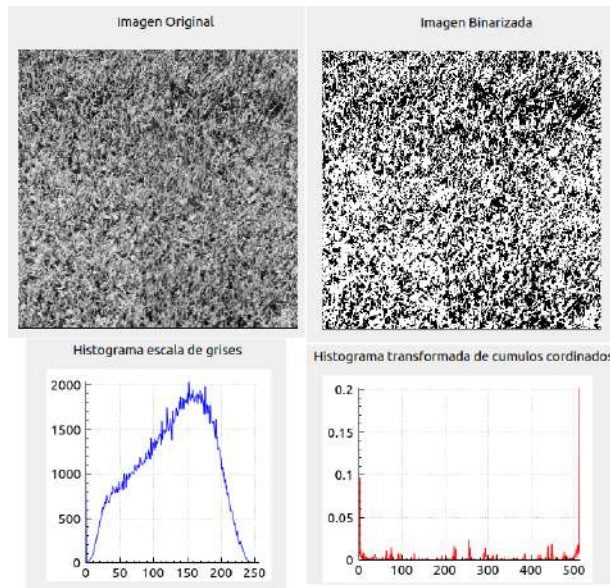 Imagen Original
Imagen Binarizada
Histograma escala de grises
Histograma transformada de cumulos cordinados
2000
1500
1000
500
0
0 50 100 150 200 250
0.2
0.15
0.1
0.05
0
0 100 200 300 400 500